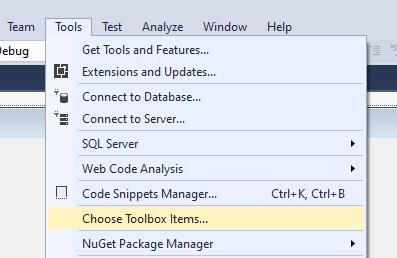 Team Tools Test Analyze Window Help
Debug
Get Tools and Features...
Extensions and Updates...
Connect to Database...
Connect to Server...
SQL Server
Web Code Analysis
Code Snippets Manager... Ctrl+K, Ctrl+B
Choose Toolbox Items...
NuGet Package Manager